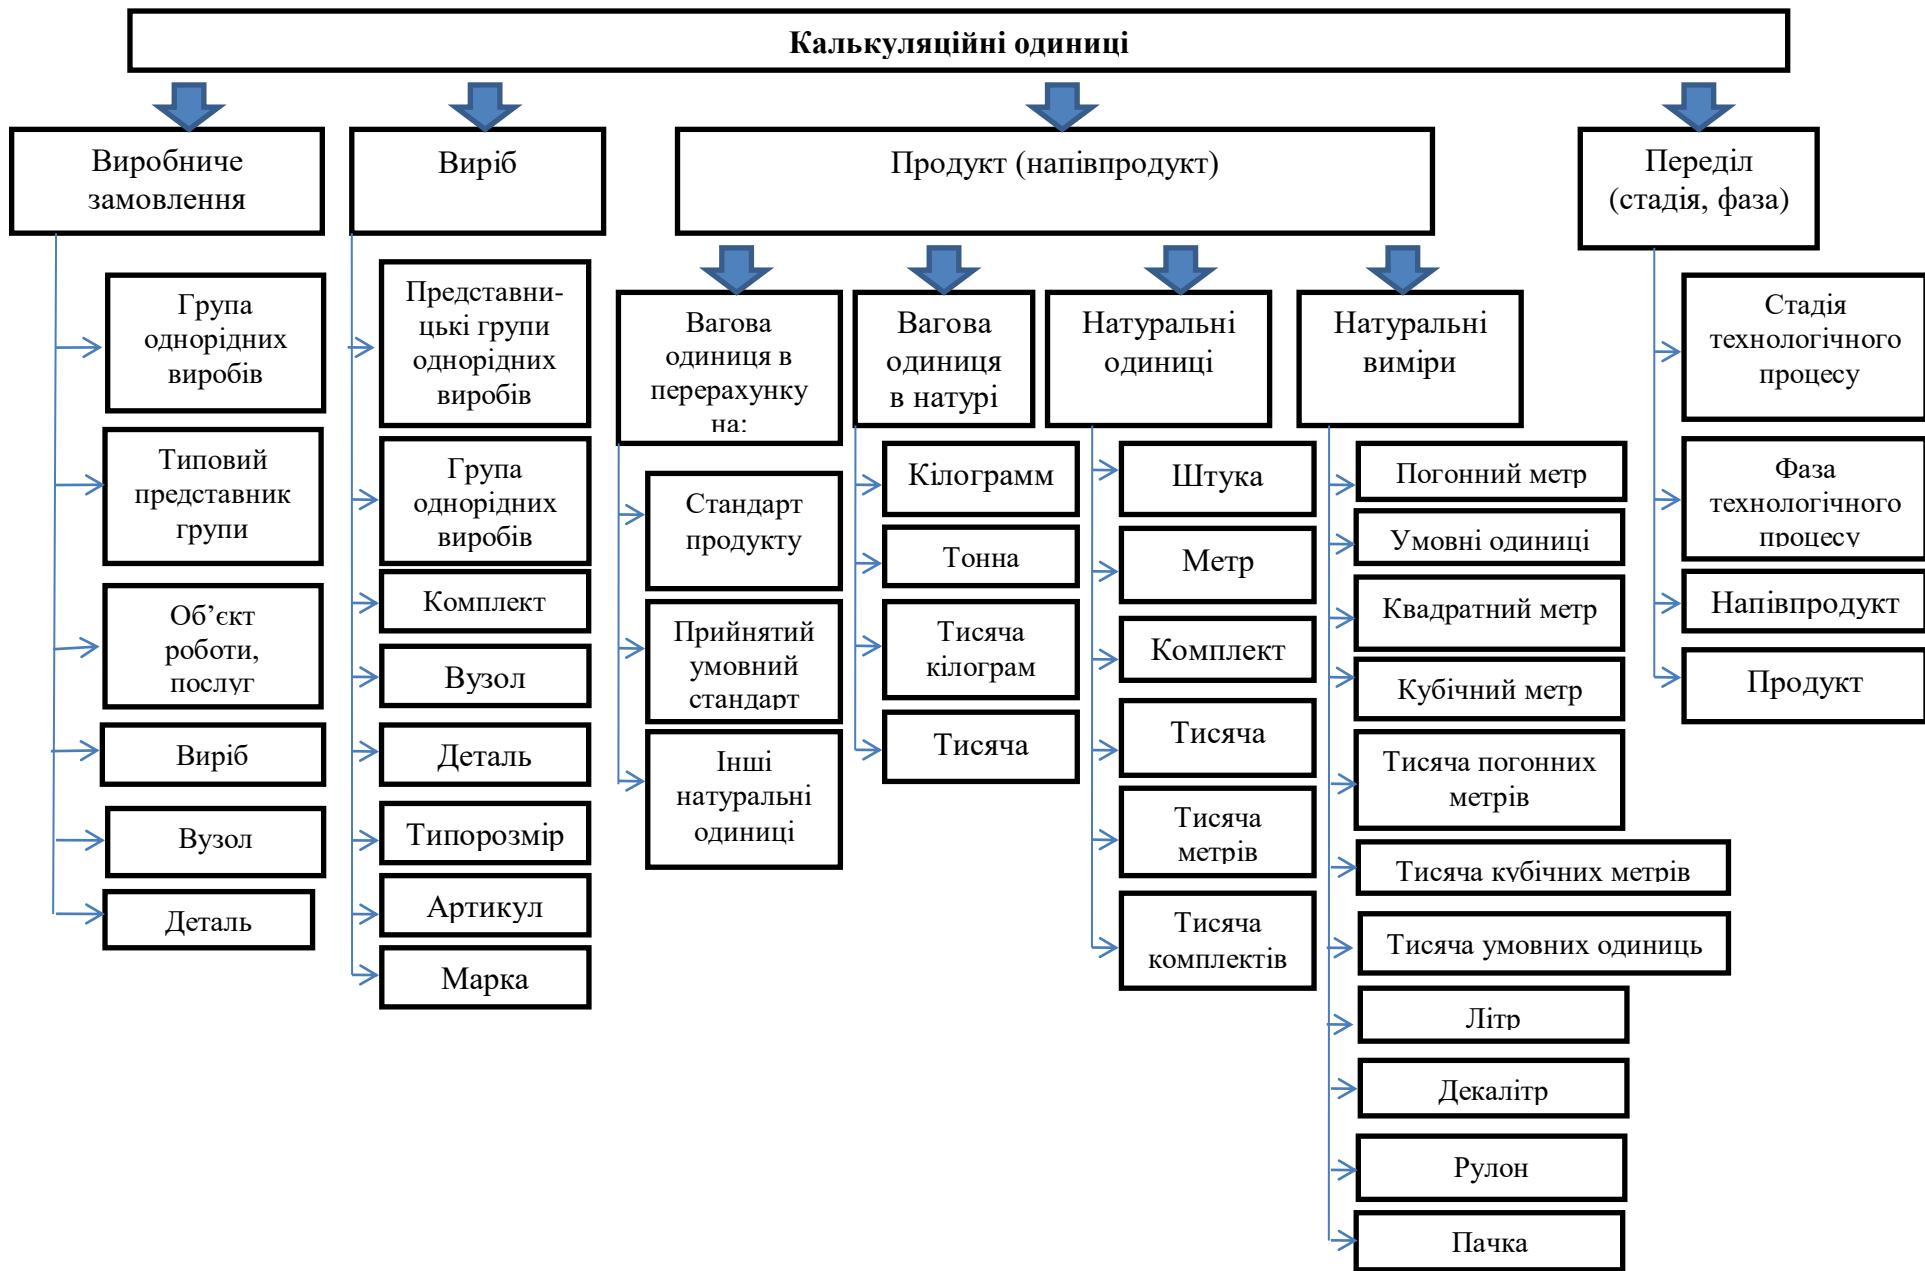 Калькуляційні одиниці
Виробниче
замовлення
Виріб
Продукт (напівпродукт)
Переділ
(стадія, фаза)
Група
однорідних
виробів
Типовий
представник
групи
Об’єкт
роботи,
послуг
Виріб
Вузол
Деталь
Представни-
цькі групи
однорідних
виробів
Група
однорідних
виробів
Комплект
Вузол
Деталь
Типорозмір
Артикул
Марка
Вагова
одиниця в
перерахунку
на:
Стандарт
продукту
Прийнятий
умовний
стандарт
Інші
натуральні
одиниці
Вагова
одиниця
в натурі
Кілограмм
Тонна
Тисяча
кілограм
Тисяча
Натуральні
одиниці
Штука
Метр
Комплект
Тисяча
Тисяча
метрів
Тисяча
комплектів
Натуральні
виміри
Погонний метр
Умовні одиниці
Квадратний метр
Кубічний метр
Тисяча погонних
метрів
Тисяча кубічних метрів
Тисяча умовних одиниць
Літр
Декалітр
Рулон
Пачка
Стадія
технологічного
процесу
Фаза
технологічного
процесу
Напівпродукт
Продукт